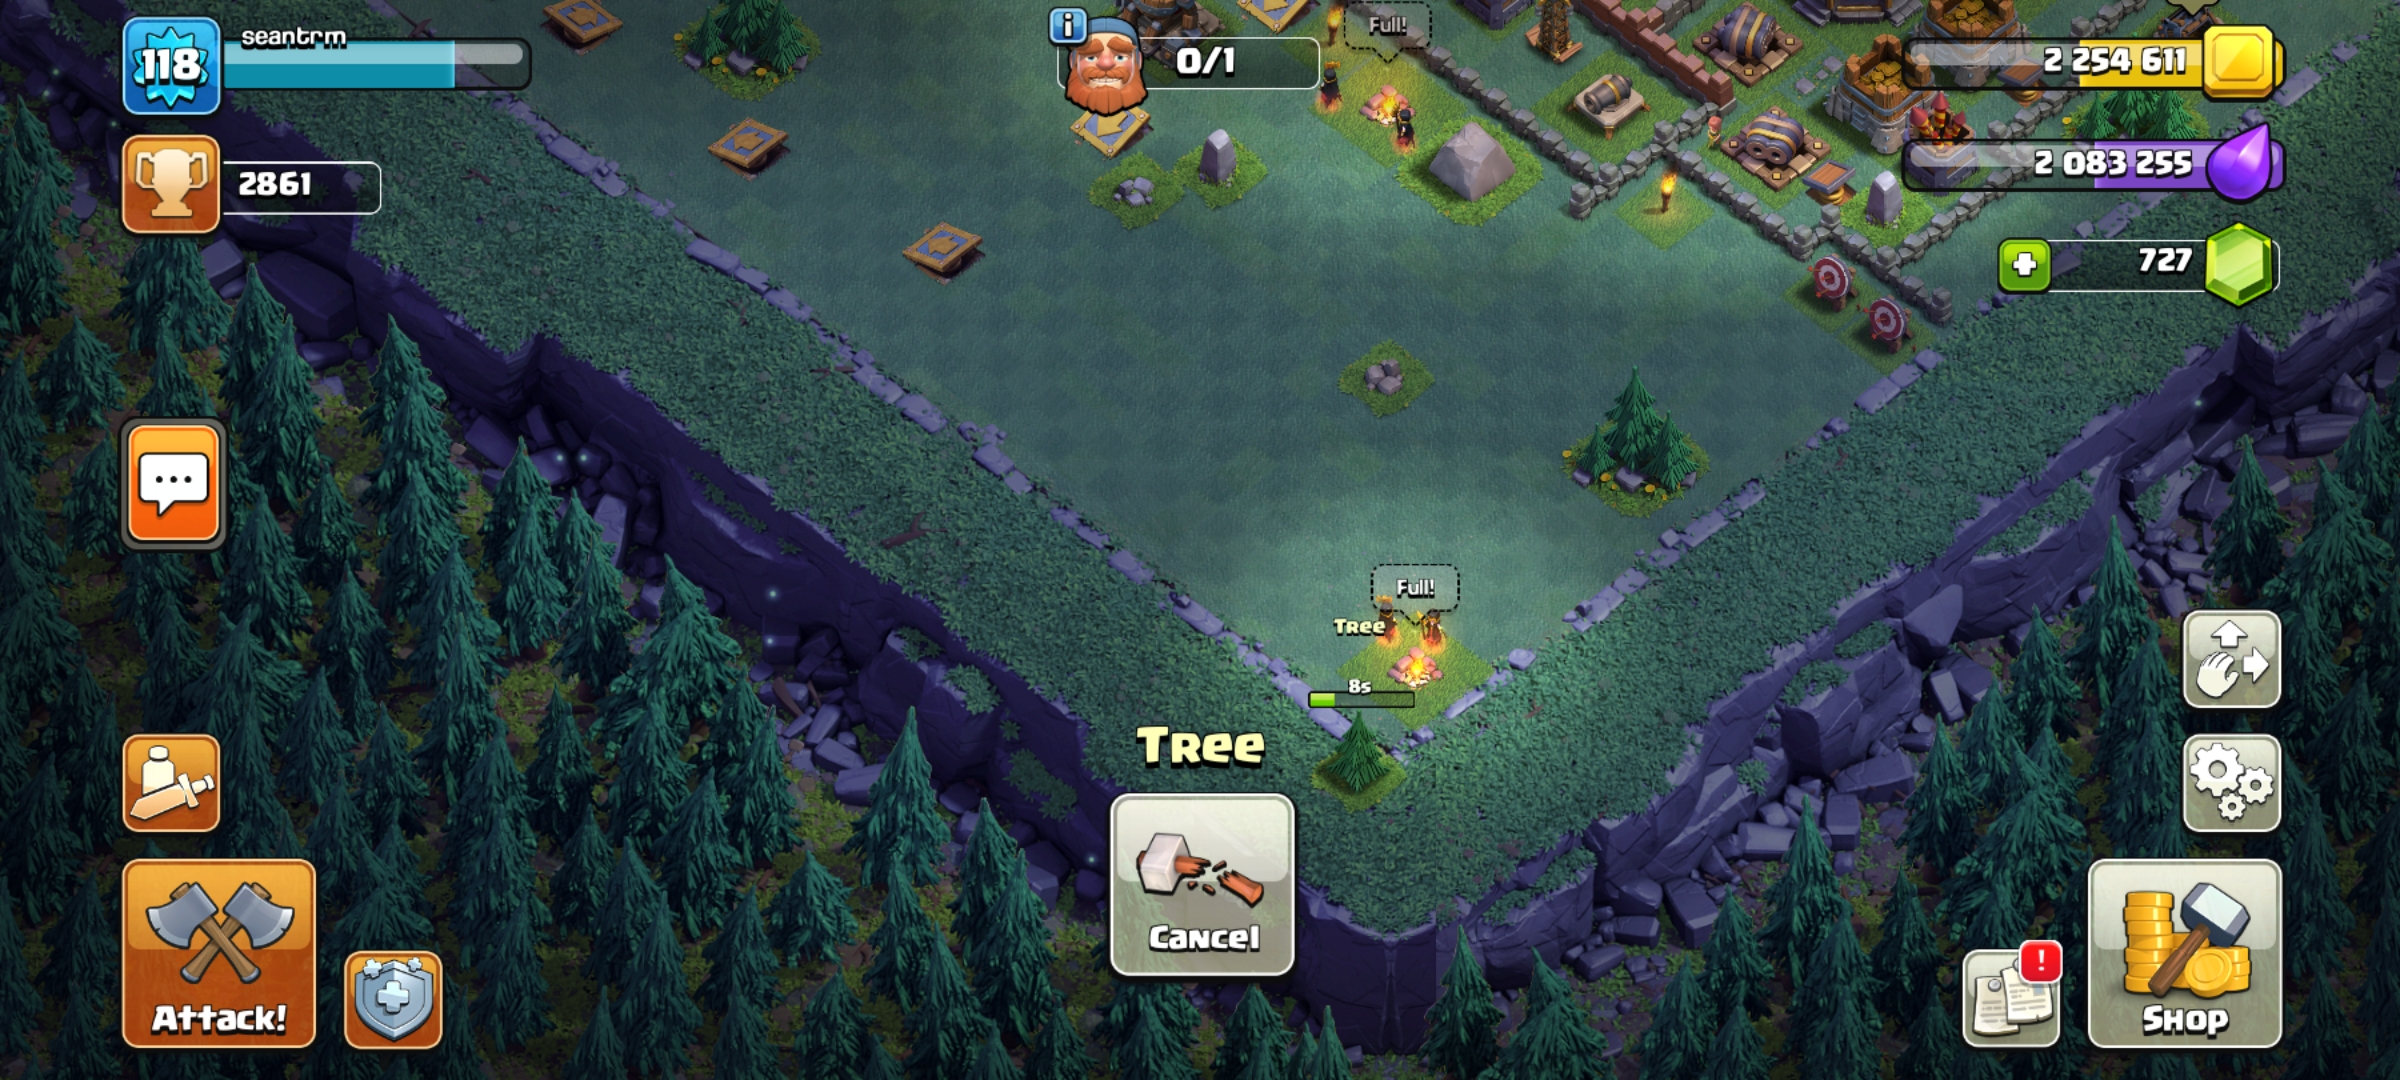 118
seantrm
i
0/1
Full!
2 254 611
2861
2 083 255
727
Full!
Tree
8s
Tree
Cancel
Attack!
!
Shop